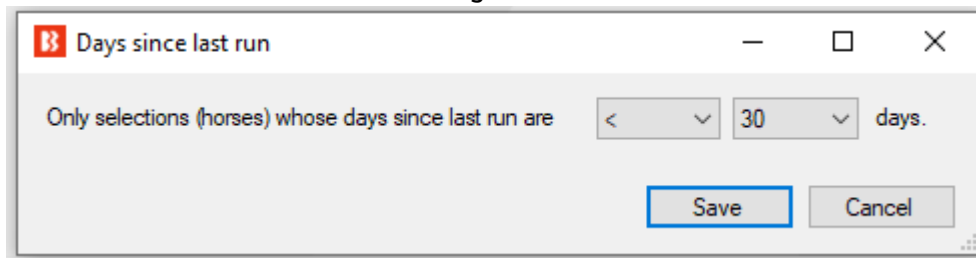 Days since last run
Only selections (horses) whose days since last run are < 30 days.
Save Cancel